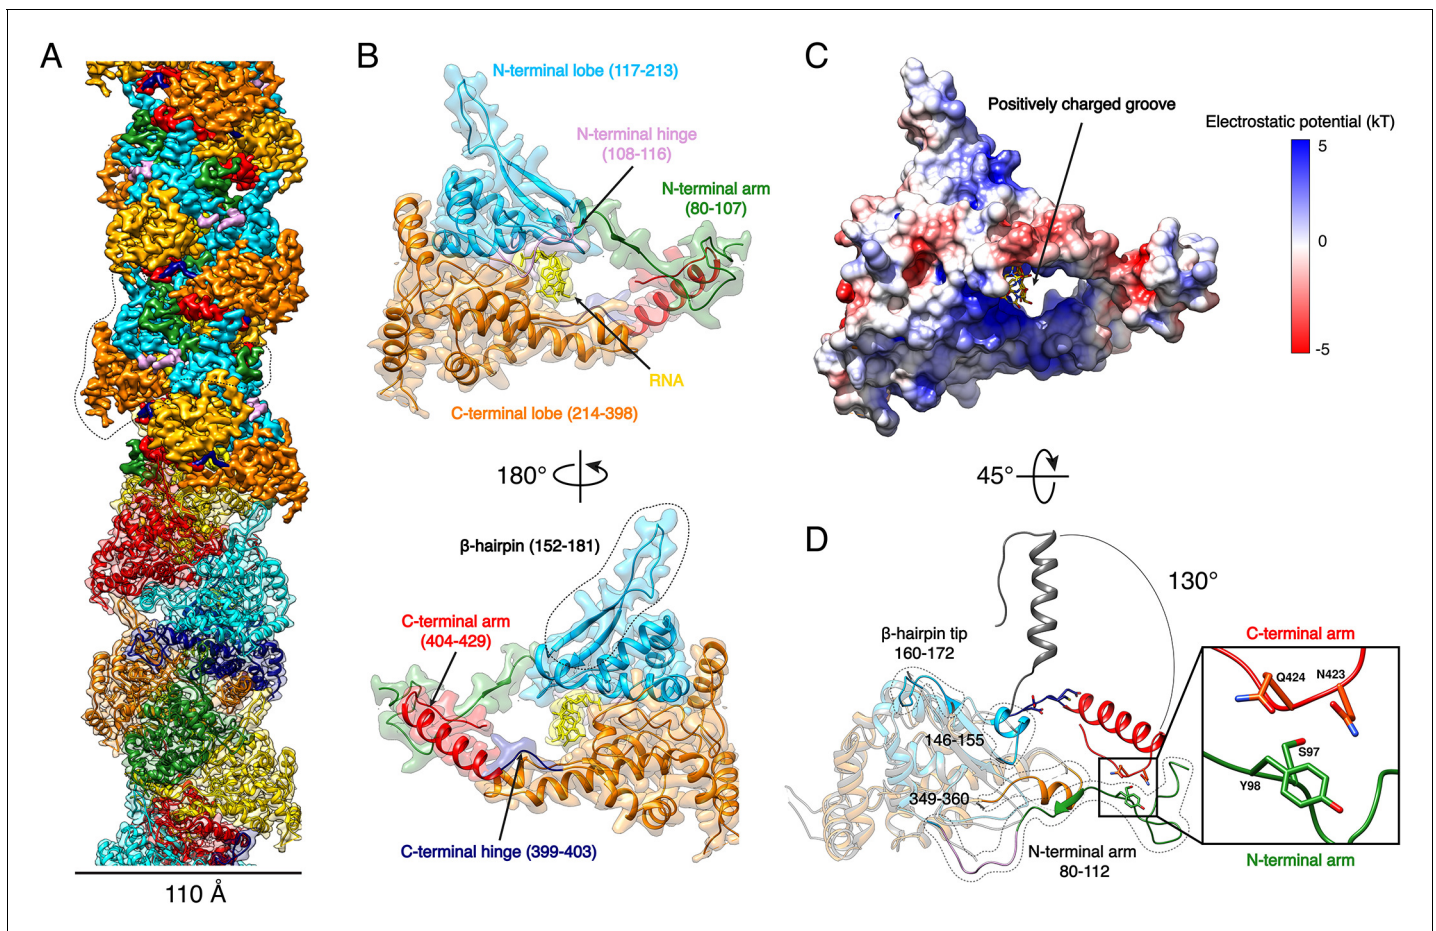 A
110 Å
B
N-terminal lobe (117-213)
N-terminal hinge
(108-116)
N-terminal arm
(80-107)
RNA
C-terminal lobe (214-398)
180°
β-hairpin (152-181)
C-terminal arm
(404-429)
C-terminal hinge (399-403)
C
Positively charged groove
Electrostatic potential (kT)
5
0
-5
45°
D
130°
β-hairpin tip
160-172
146-155
349-360
N-terminal arm
80-112
C-terminal arm
Q424
N423
S97
Y98
N-terminal arm